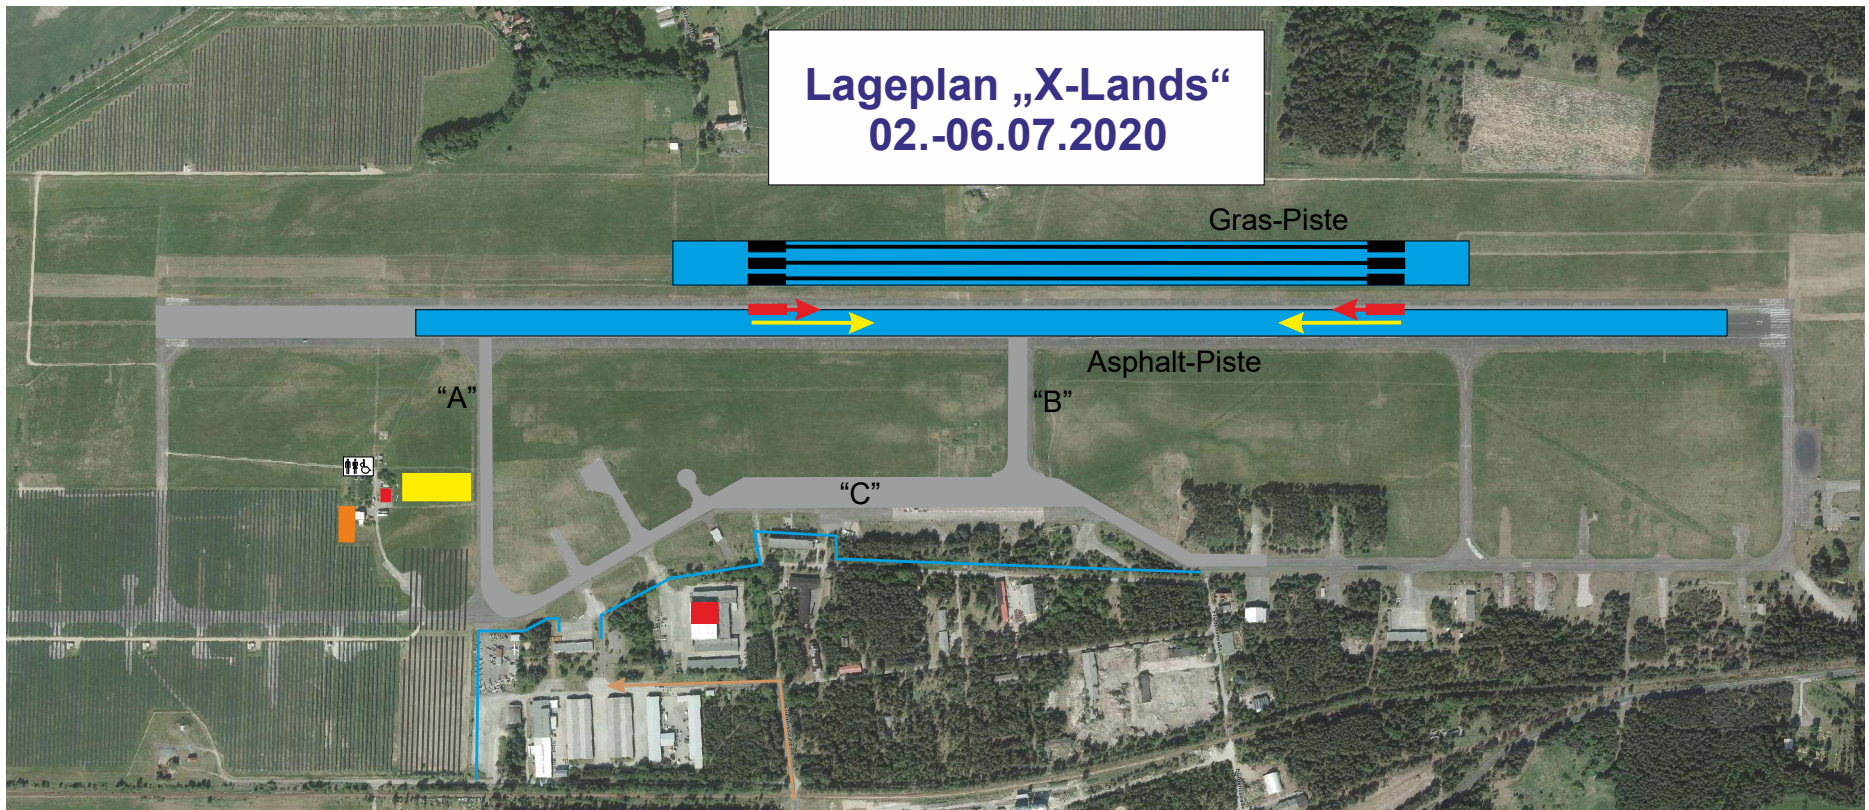 Lageplan „X-Lands“
02.-06.07.2020
Gras-Piste
Asphalt-Piste
“A”
“B”
“C”